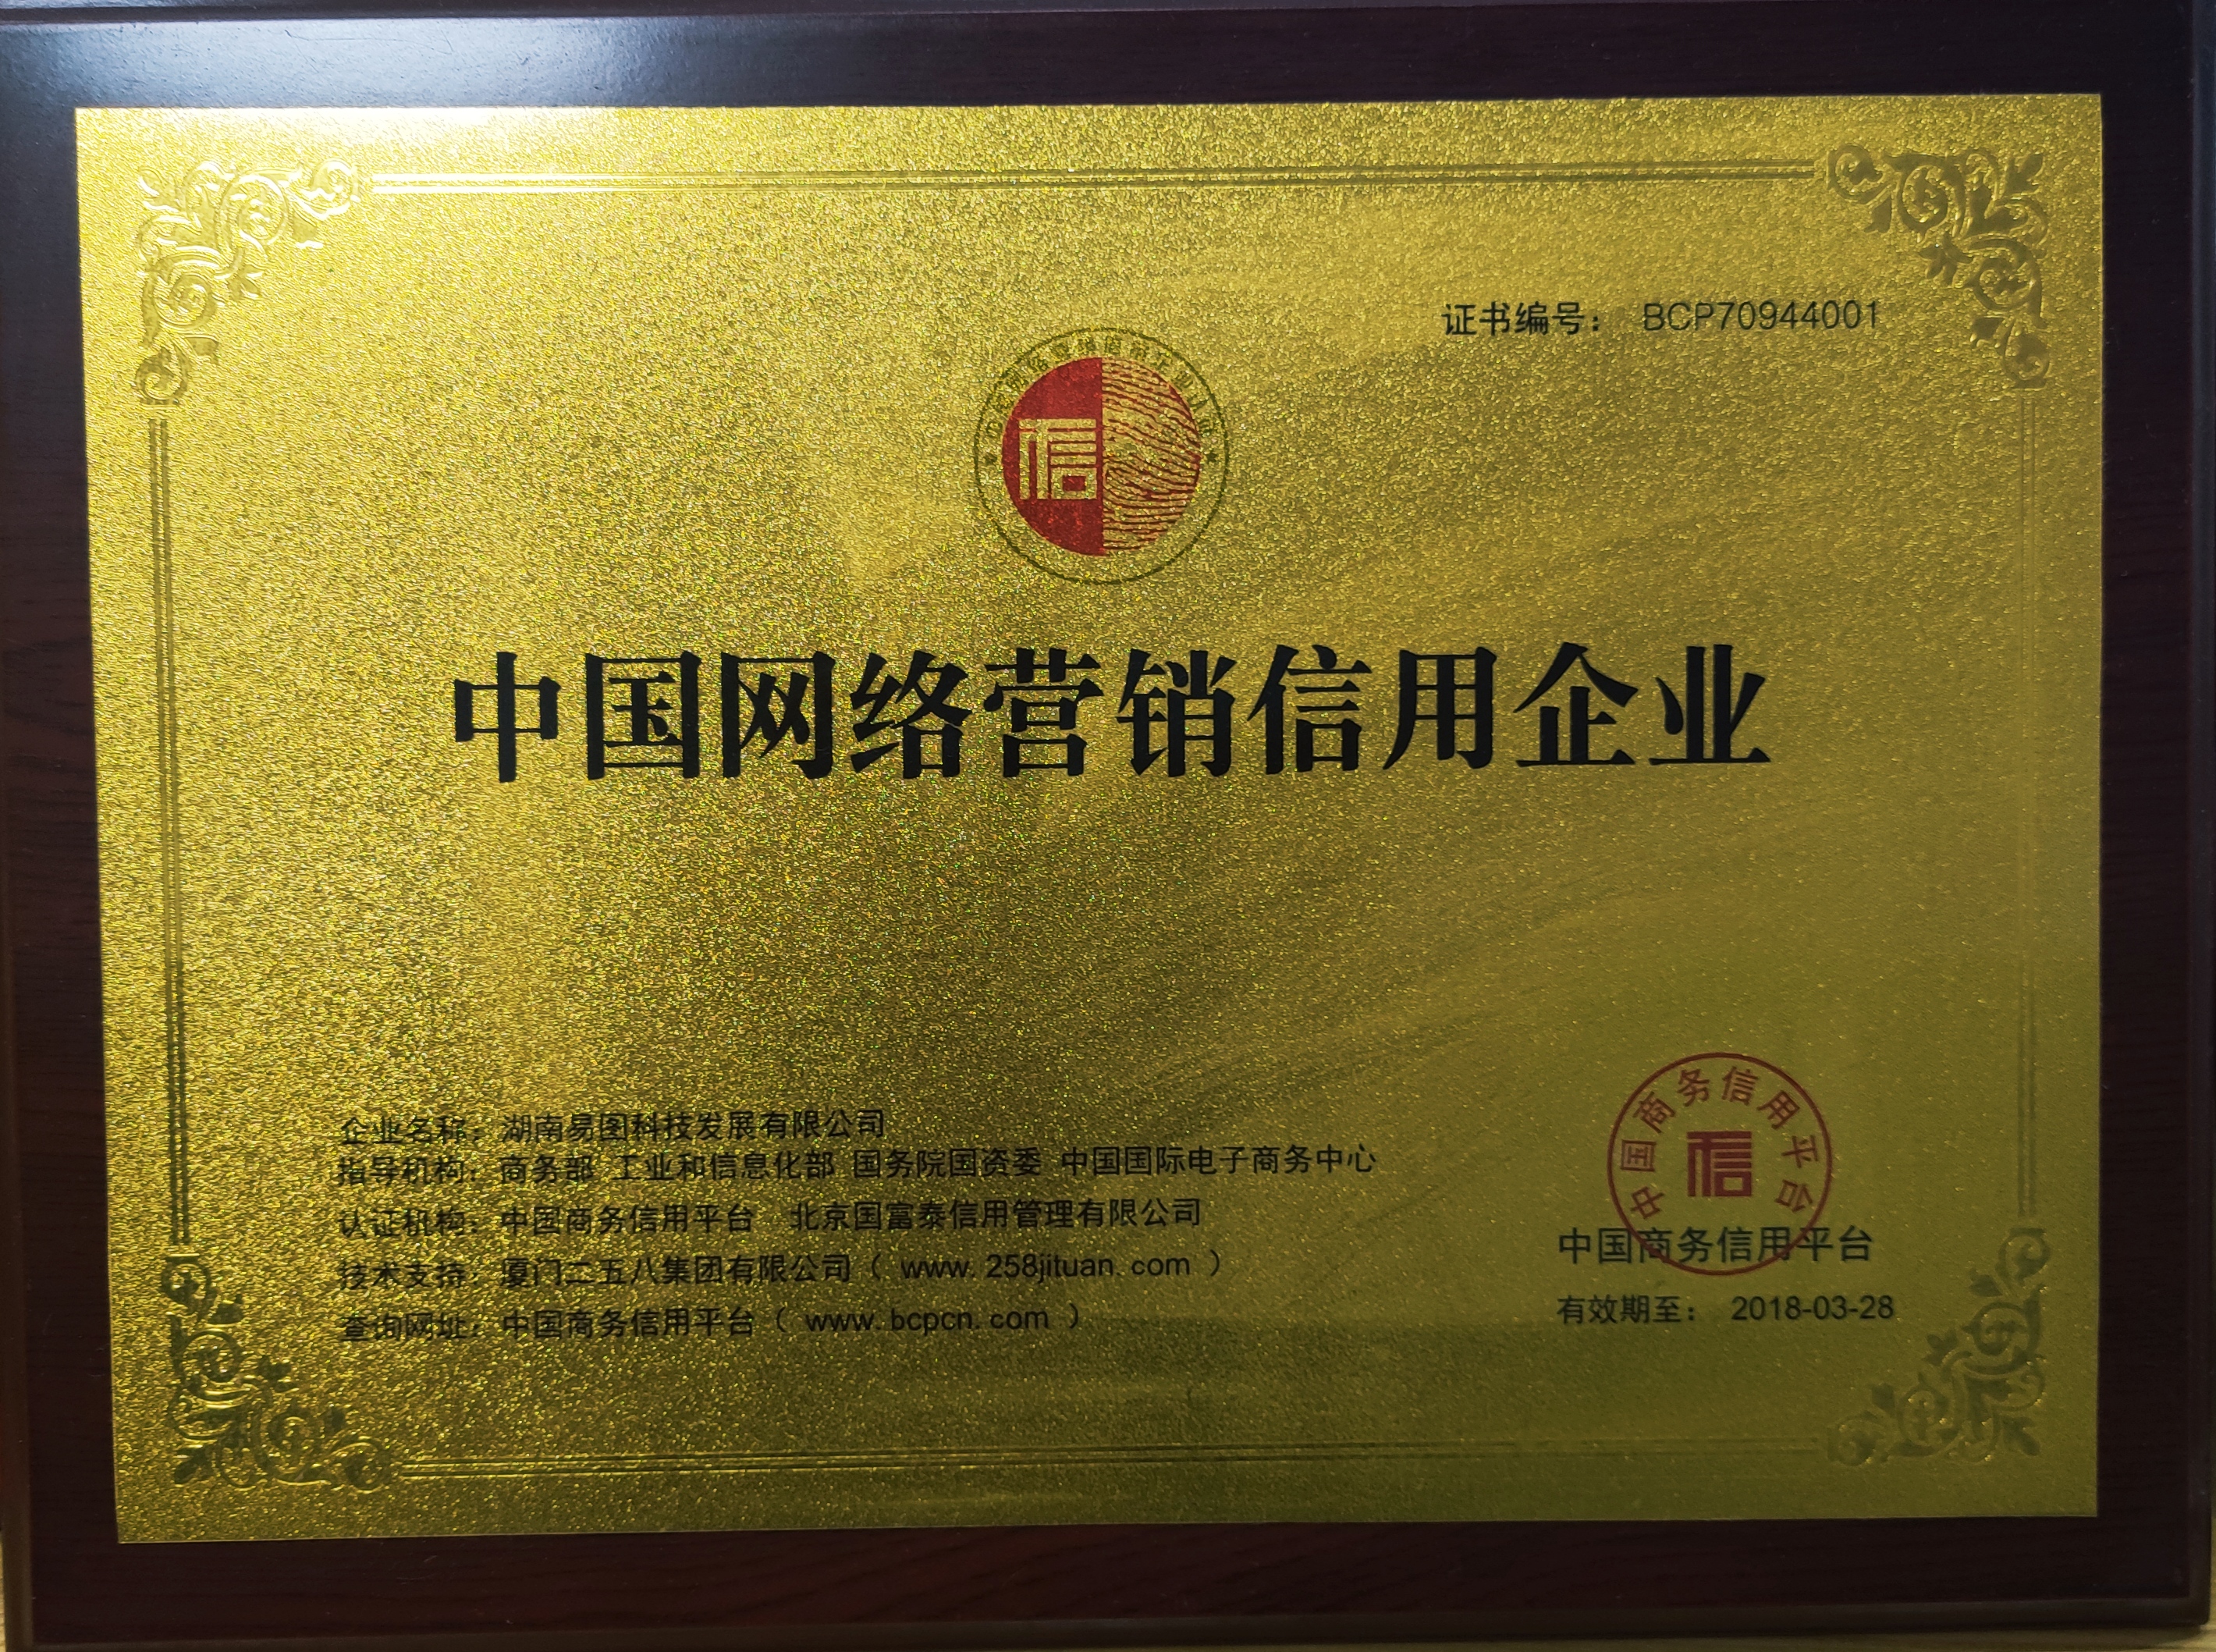 证书编号： BCP70944001
信
中国网络营销信用企业
企业名称：湖南易图科技发展有限公司
指导机构：商务部 工业和信息化部 国务院国资委 中国国际电子商务中心
认证机构：中国商务信用平台 北京国富泰信用管理有限公司
技术支持：厦门二五八集团有限公司（ www.258jituan.com ）
查询网址：中国商务信用平台（ www.bcpcn.com ）
中国商务信用平台
信
中国商务信用平台
有效期至： 2018-03-28